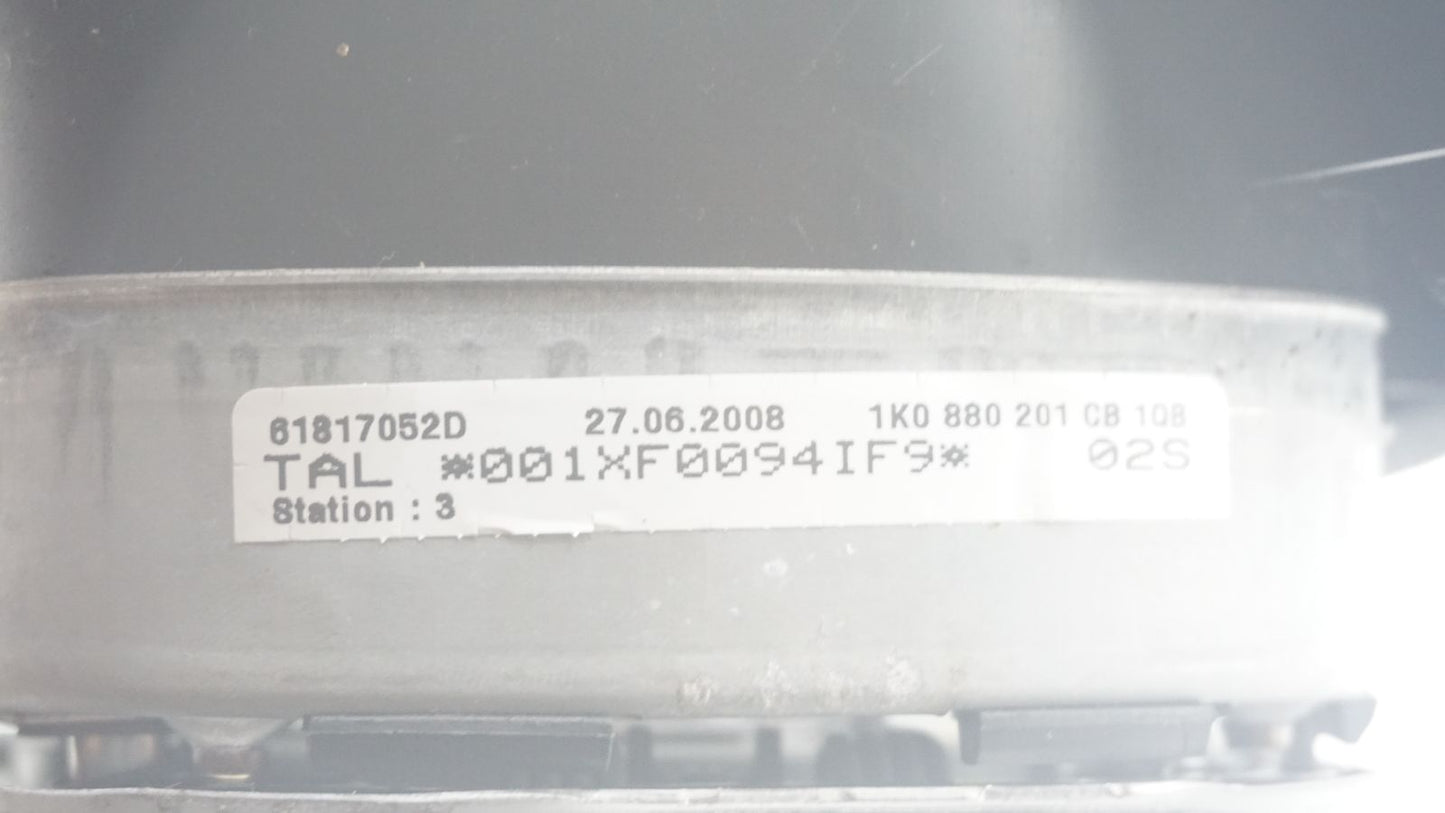 61817052D 27.06.2008 1K0 880 201 CB 1QB
TAL *001XF0094IF9* 02S
Station : 3